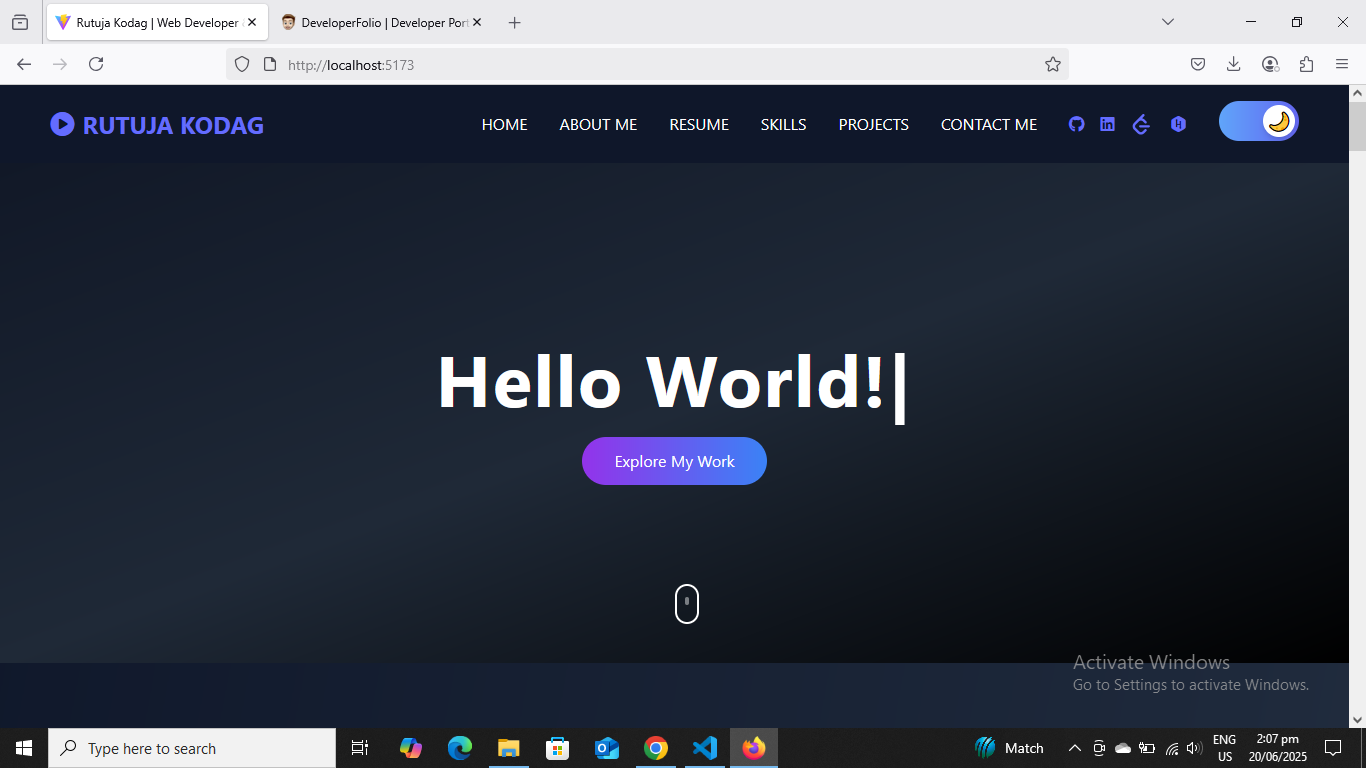 Rutuja Kodag | Web Developer
DeveloperFolio | Developer Port
http://localhost:5173
RUTUJA KODAG
HOME
ABOUT ME
RESUME
SKILLS
PROJECTS
CONTACT ME
Hello World!|
Explore My Work
Activate Windows
Go to Settings to activate Windows.
Type here to search
Match
ENG
US
2:07 pm
20/06/2025